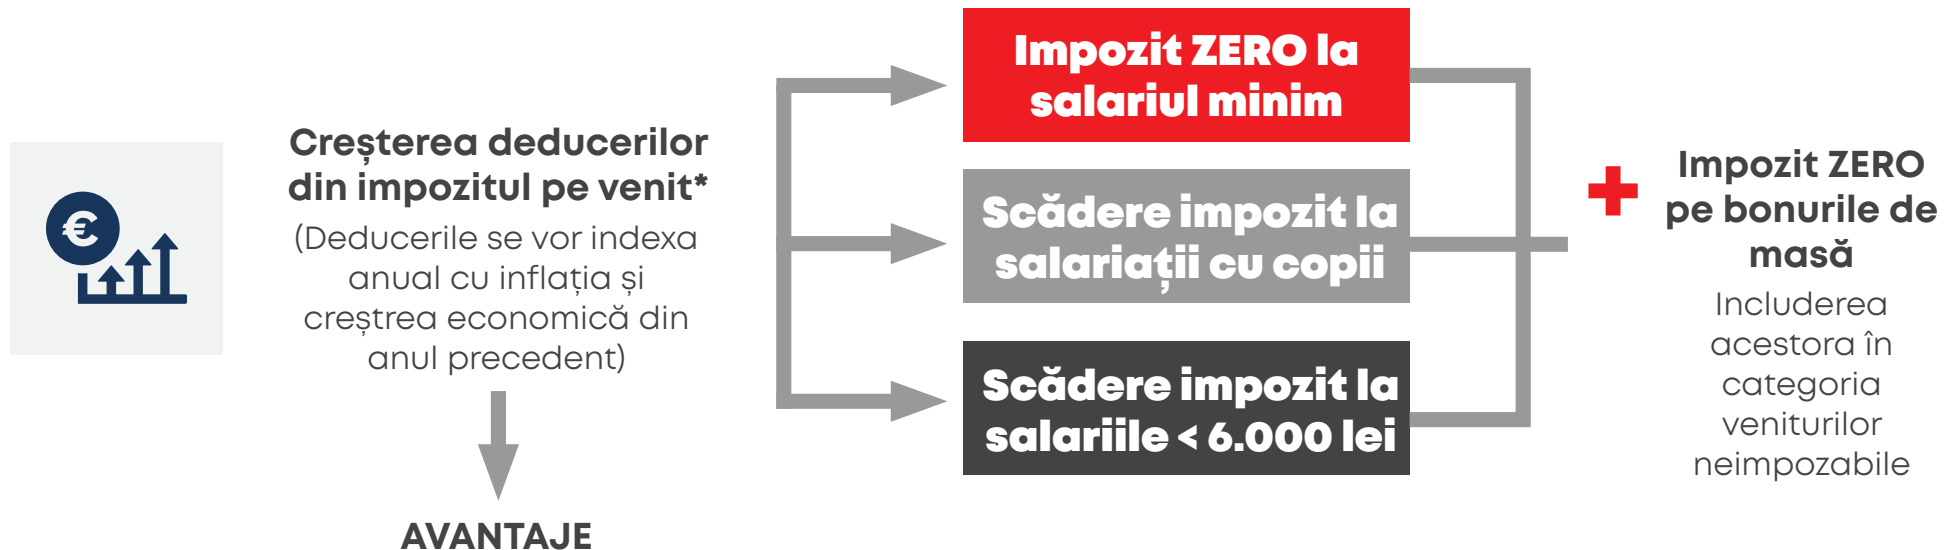 Creșterea deducerilor
din impozitul pe venit*
(Deducerile se vor indexa
anual cu inflația și
creștrea economică din
anul precedent)
AVANTAJE
Impozit ZERO la
salariul minim
Scădere impozit la
salariații cu copii
Scădere impozit la
salariile < 6.000 lei
Impozit ZERO
pe bonurile de
masă
Includerea
acestora în
categoria
veniturilor
neimpozabile